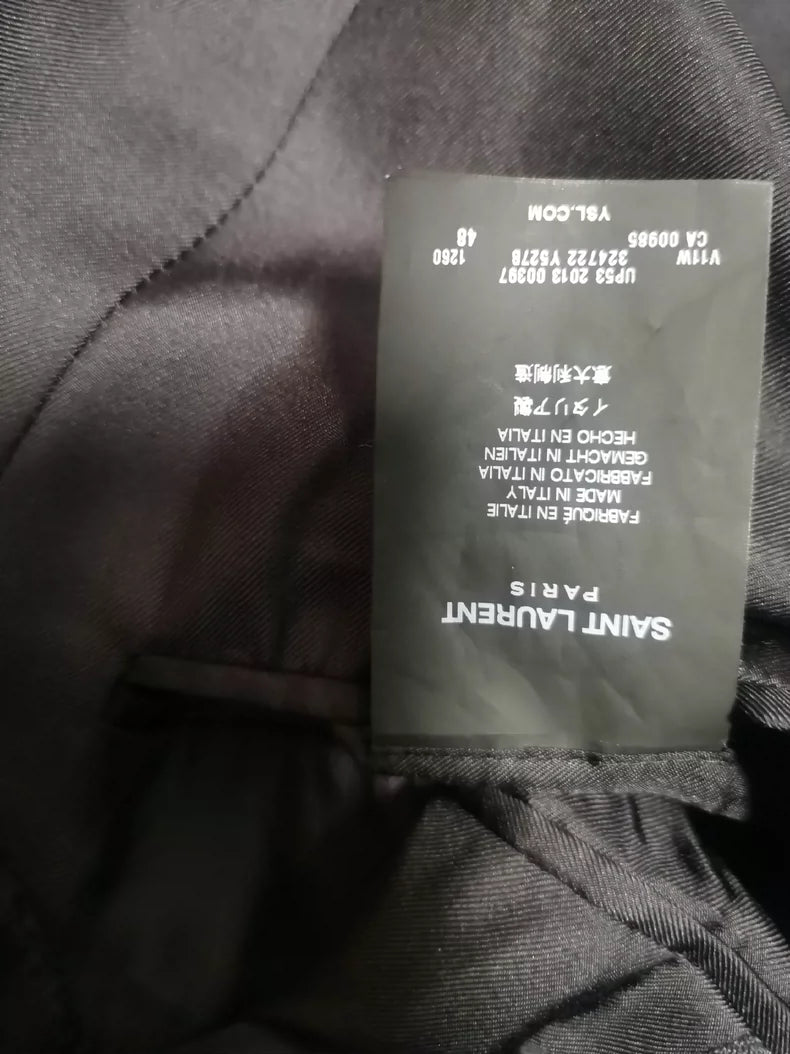 SAINT LAURENT
PARIS
FABRIQUÉ EN ITALIE
MADE IN ITALY
FABBRICATO IN ITALIA
GEMACHT IN ITALIEN
HECHO EN ITALIA
イタリア製
意大利制造
UP53 2013 00397
V11W 324722 Y527B 1260
CA 00985 48
YSL.COM